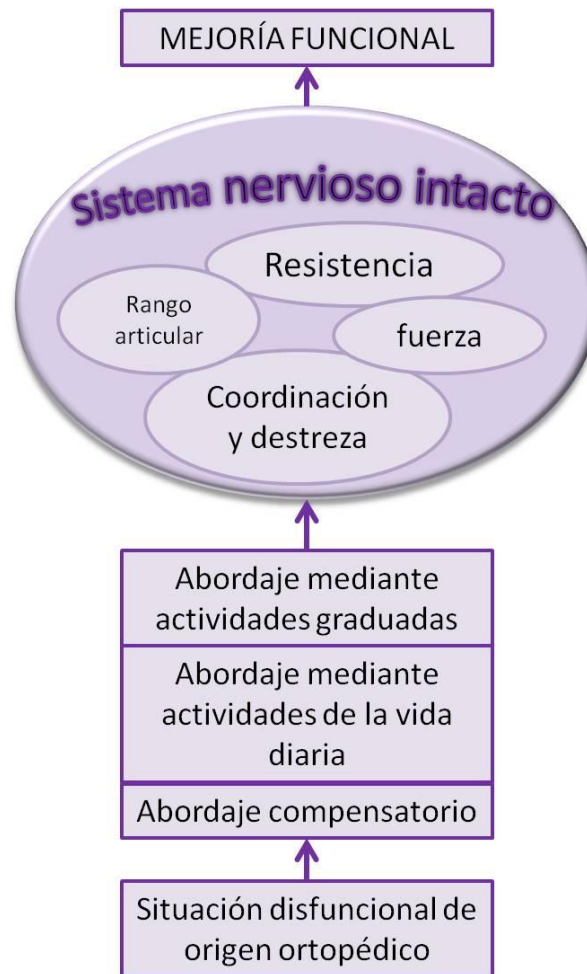 MEJORÍA FUNCIONAL
Sistema nervioso intacto
Resistencia
Rango
articular
fuerza
Coordinación
y destreza
Abordaje mediante
actividades graduadas
Abordaje mediante
actividades de la vida
diaria
Abordaje compensatorio
Situación disfuncional de
origen ortopédico